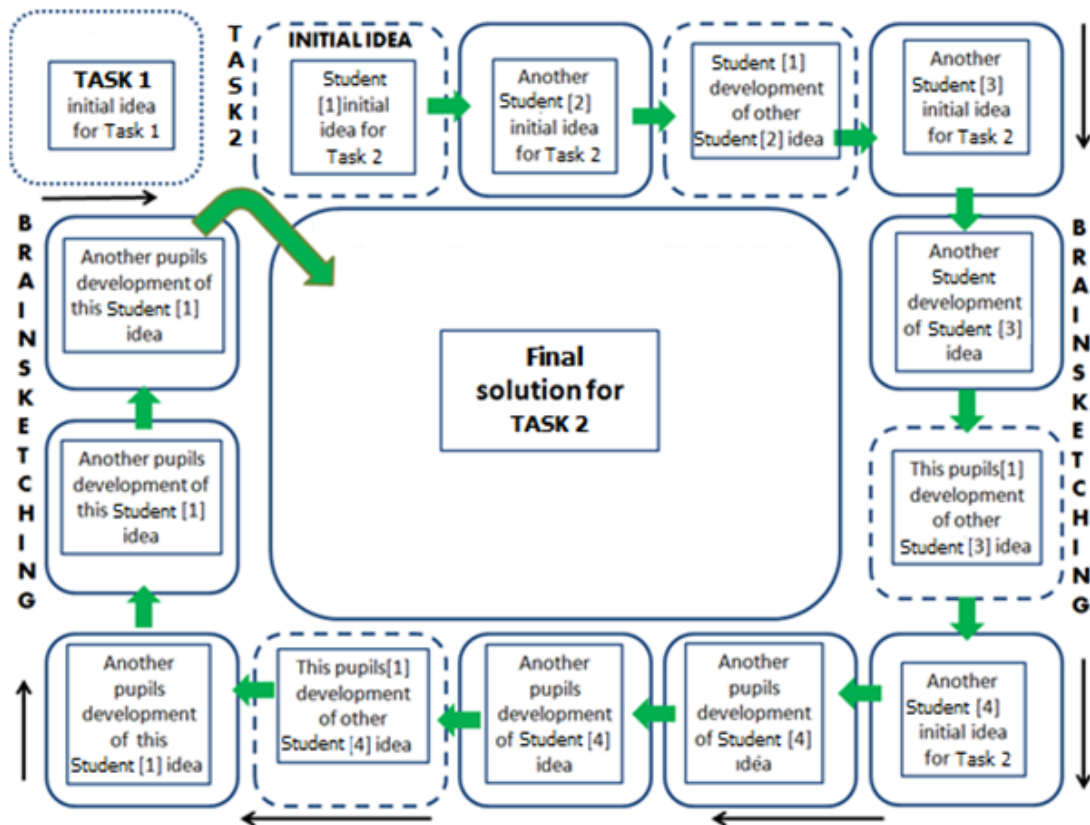 TASK 1
initial idea
for Task 1
TASK 2
INITIAL IDEA
Student
[1]initial
idea for
Task 2
Another
Student [2]
initial idea
for Task 2
Student [1]
development
of other
Student [2] idea
Another
Student [3]
initial idea
for Task 2
BRAINSKETCHING
Another
Student
development
of Student [3]
idea
This pupils[1]
development
of other
Student [3] idea
Another
Student [4]
initial idea
for Task 2
Another
pupils
development
of Student [4]
idéa
Another
pupils
development
of Student [4]
idea
This pupils[1]
development
of other
Student [4] idea
Another
pupils
development
of this
Student [1] idea
Another pupils
development of
this Student [1]
idea
Another pupils
development of
this Student [1]
idea
BRAINSKETCHING
Final
solution for
TASK 2